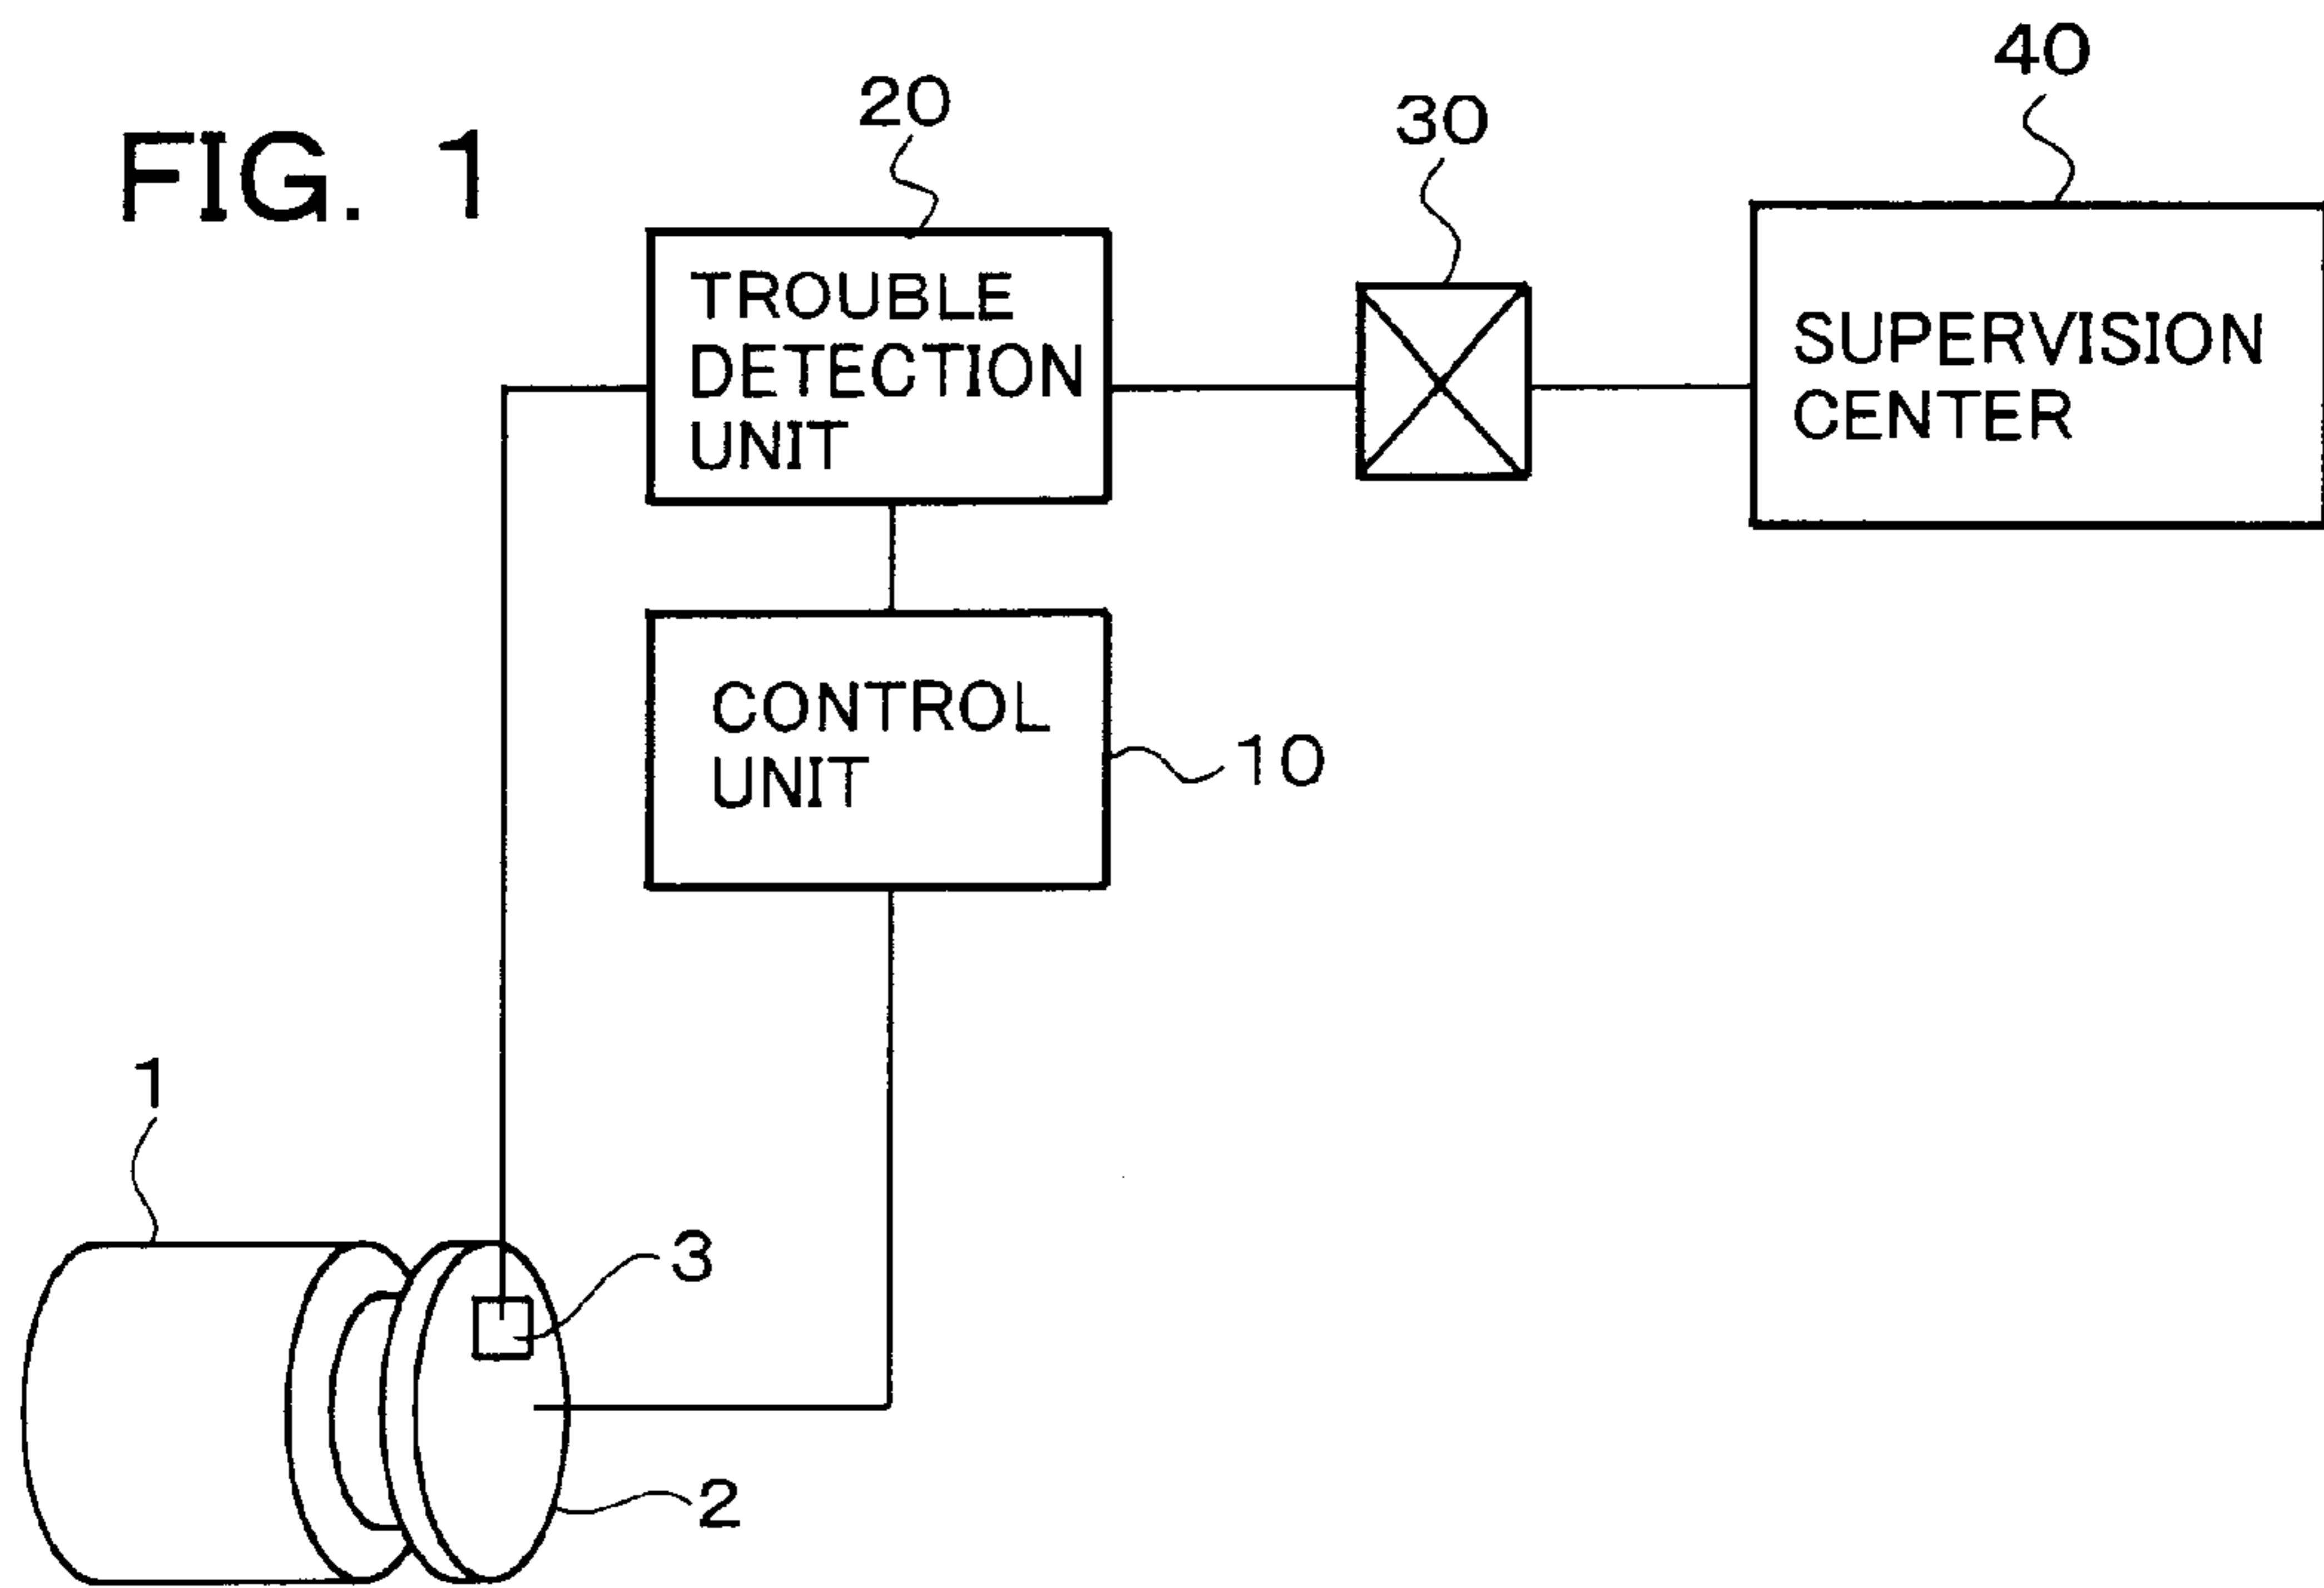 FIG. 1
20
30
40
TROUBLE
DETECTION
UNIT
SUPERVISION
CENTER
CONTROL
UNIT
10
1
3
2